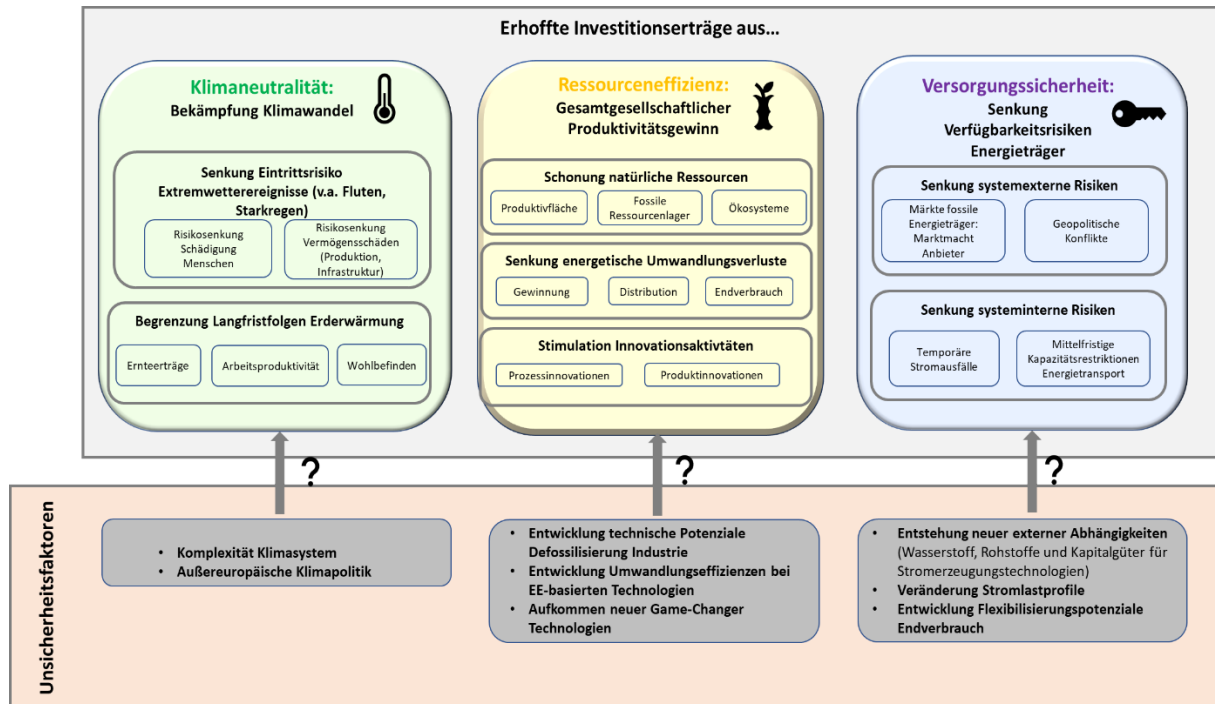 Erhoffte Investitionserträge aus...
Klimaneutralität:
Bekämpfung Klimawandel
Senkung Eintrittsrisiko
Extremwetterereignisse (v.a. Fluten,
Starkregen)
Risikosenkung
Schädigung
Menschen
Risikosenkung
Vermögensschäden
(Produktion,
Infrastruktur)
Begrenzung Langfristfolgen Erderwärmung
Ernteerträge
Arbeitsproduktivität
Wohlbefinden
Ressourceneffizienz:
Gesamtgesellschaftlicher
Produktivitätsgewinn
Schonung natürliche Ressourcen
Produktivfläche
Fossile
Ressourcenlager
Ökosysteme
Senkung energetische Umwandlungsverluste
Gewinnung
Distribution
Endverbrauch
Stimulation Innovationsaktivtäten
Prozessinnovationen
Produktinnovationen
Versorgungssicherheit:
Senkung
Verfügbarkeitsrisiken
Energieträger
Senkung systemexterne Risiken
Märkte fossile
Energieträger:
Marktmacht
Anbieter
Geopolitische
Konflikte
Senkung systeminterne Risiken
Temporäre
Stromausfälle
Mittelfristige
Kapazitätsrestriktionen
Energietransport
?
?
?
Unsicherheitsfaktoren
• Komplexität Klimasystem
• Außereuropäische Klimapolitik
• Entwicklung technische Potenziale
Defossilisierung Industrie
• Entwicklung Umwandlungseffizienzen bei
EE-basierten Technologien
• Aufkommen neuer Game-Changer
Technologien
• Entstehung neuer externer Abhängigkeiten
(Wasserstoff, Rohstoffe und Kapitalgüter für
Stromerzeugungstechnologien)
• Veränderung Stromlastprofile
• Entwicklung Flexibilisierungspotenziale
Endverbrauch